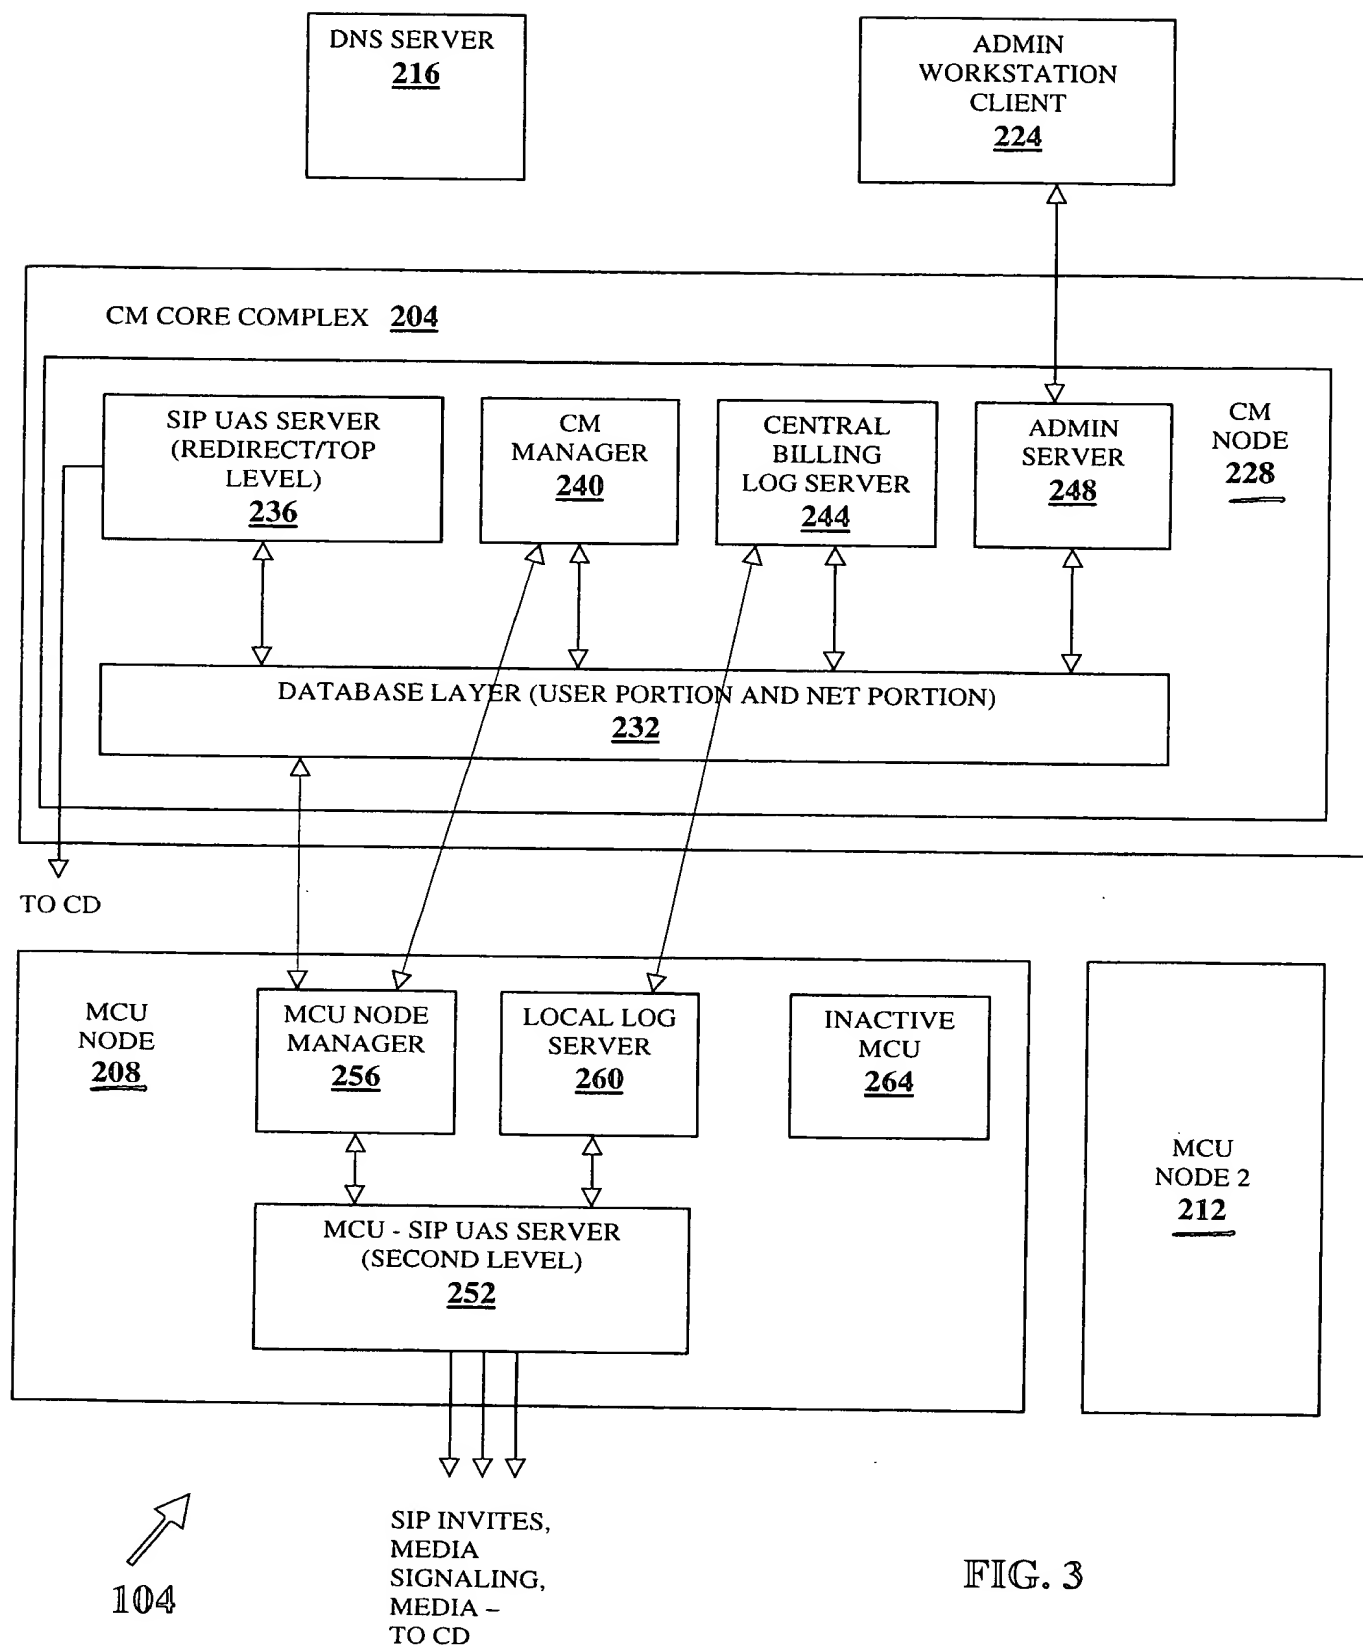 DNS SERVER
216
ADMIN
WORKSTATION
CLIENT
224
CM CORE COMPLEX 204
SIP UAS SERVER
(REDIRECT/TOP
LEVEL)
236
CM
MANAGER
240
CENTRAL
BILLING
LOG SERVER
244
ADMIN
SERVER
248
CM
NODE
228
DATABASE LAYER (USER PORTION AND NET PORTION)
232
TO CD
MCU
NODE
208
MCU NODE
MANAGER
256
LOCAL LOG
SERVER
260
INACTIVE
MCU
264
MCU
NODE 2
212
MCU - SIP UAS SERVER
(SECOND LEVEL)
252
SIP INVITES,
MEDIA
SIGNALING,
MEDIA –
TO CD
104
FIG. 3